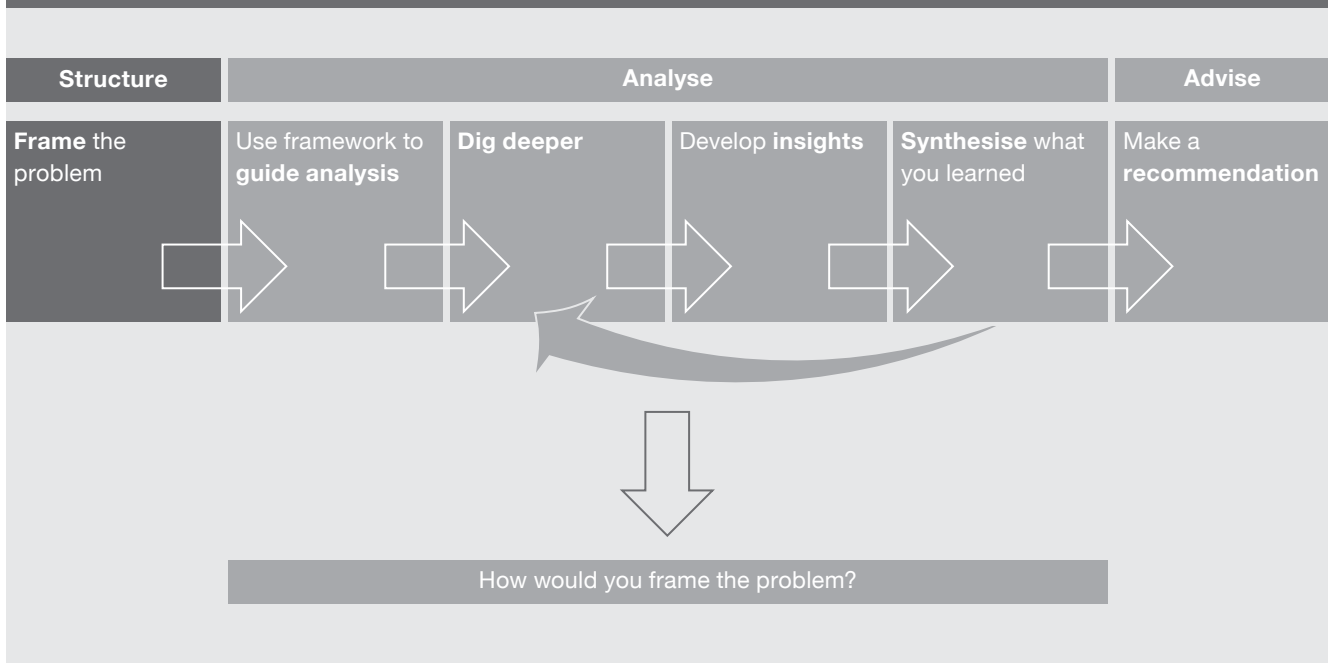 Structure
Analyse
Advise
Frame the
problem
Use framework to
guide analysis
Dig deeper
Develop insights
Synthesise what
you learned
Make a
recommendation
How would you frame the problem?